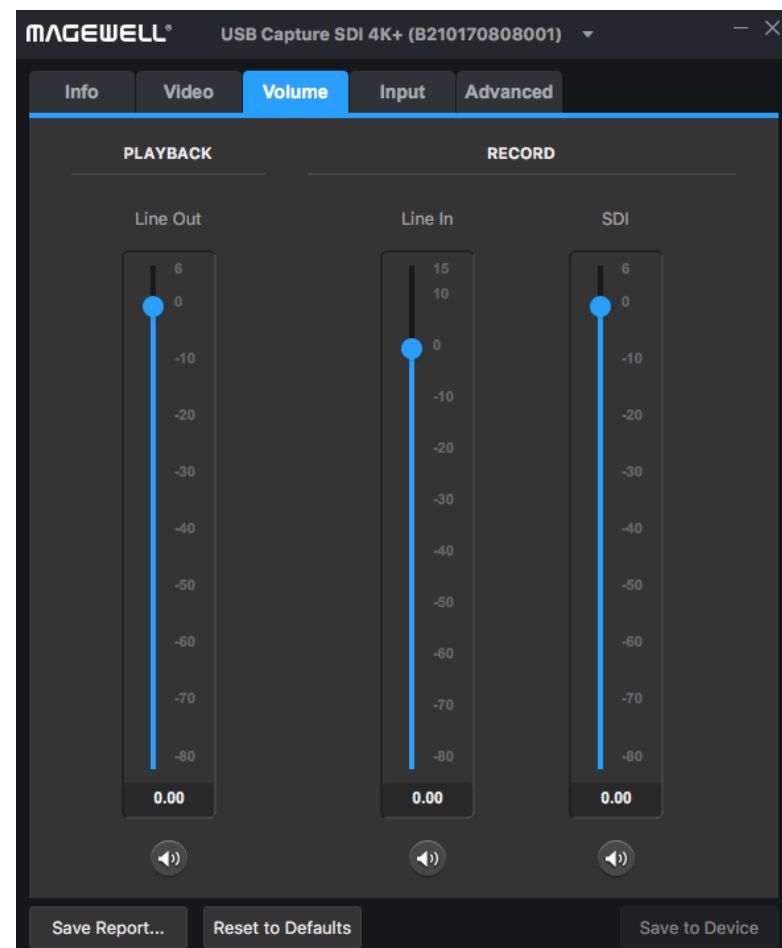 MAGEWELL® USB Capture SDI 4K+ (B210170808001)
Info Video Volume Input Advanced
PLAYBACK RECORD
Line Out Line In SDI
6 15 6
10
0 0 0
-10 -10 -10
-20 -20 -20
-30 -30 -30
-40 -40 -40
-50 -50 -50
-60 -60 -60
-70 -70 -70
-80 -80 -80
0.00 0.00 0.00
Save Report... Reset to Defaults Save to Device